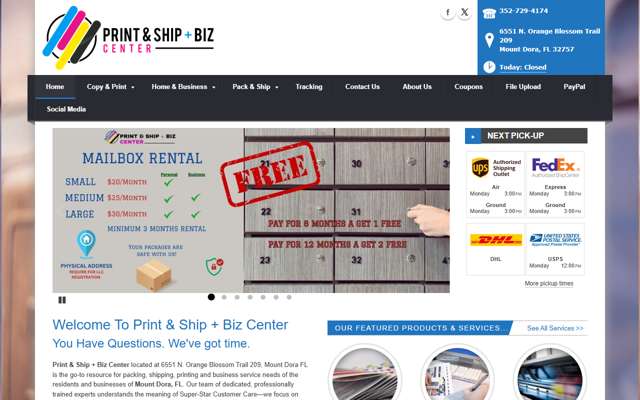 PRINT & SHIP + BIZ
CENTER
f X
352-729-4174
6551 N. Orange Blossom Trail
209
Mount Dora, FL 32757
Today: Closed
Home Copy & Print Home & Business Pack & Ship Tracking Contact Us About Us Coupons File Upload PayPal
Social Media
PRINT & SHIP + BIZ
CENTER
MAILBOX RENTAL
Personal Business
SMALL $20/MONTH
MEDIUM $25/MONTH
LARGE $30/MONTH
MINIMUM 3 MONTHS RENTAL
PHYSICAL ADDRESS
REQUIRE FOR LLC
REGISTRATION
YOUR PACKAGES ARE
SAFE WITH US!
FREE
21 30
31
22 32
23
PAY FOR 6 MONTHS A GET 1 FREE
PAY FOR 12 MONTHS A GET 2 FREE
NEXT PICK-UP
ups Authorized
Shipping
Outlet
Air
Monday 3:00 PM
Ground
Monday 3:00 PM
FedEx
Authorized ShipCenter
Express
Monday 3:00 PM
Ground
Monday 3:00 PM
DHL
DHL
UNITED STATES
POSTAL SERVICE
Approved Postal Provider
USPS
Monday 12:00 PM
More pickup times
Welcome To Print & Ship + Biz Center
You Have Questions. We've got time.
Print & Ship + Biz Center located at 6551 N. Orange Blossom Trail 209, Mount Dora FL
is the go-to resource for packing, shipping, printing and business service needs of the
residents and businesses of Mount Dora, FL. Our team of dedicated, professionally
trained experts understands the meaning of Super-Star Customer Care—we focus on
OUR FEATURED PRODUCTS & SERVICES...
See All Services >>